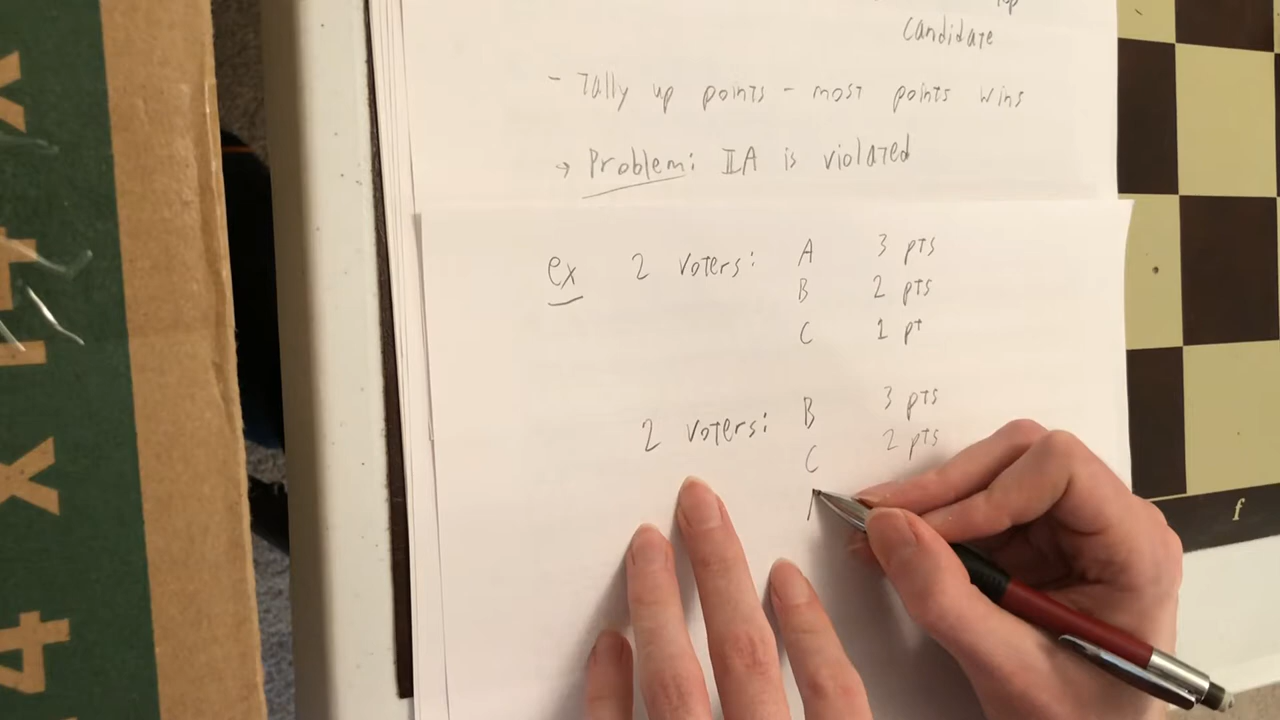 candidate
- Tally up points - most points wins
→ Problem: IIA is violated
ex 2 voters: A 3 pts
B 2 pts
C 1 pt
2 voters: B 3 pts
C 2 pts
f
4 X